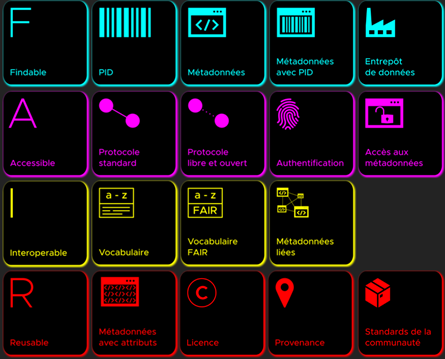 F
Findable
PID
</>
Métadonnées
Métadonnées
avec PID
Entrepôt
de données
A
Accessible
Protocole
standard
Protocole
libre et ouvert
Authentification
Accès aux
métadonnées
I
Interoperable
a - z
Vocabulaire
a - z
FAIR
Vocabulaire
FAIR
Métadonnées
liées
R
Reusable
Métadonnées
avec attributs.
C
Licence
Provenance
Standards de la
communauté